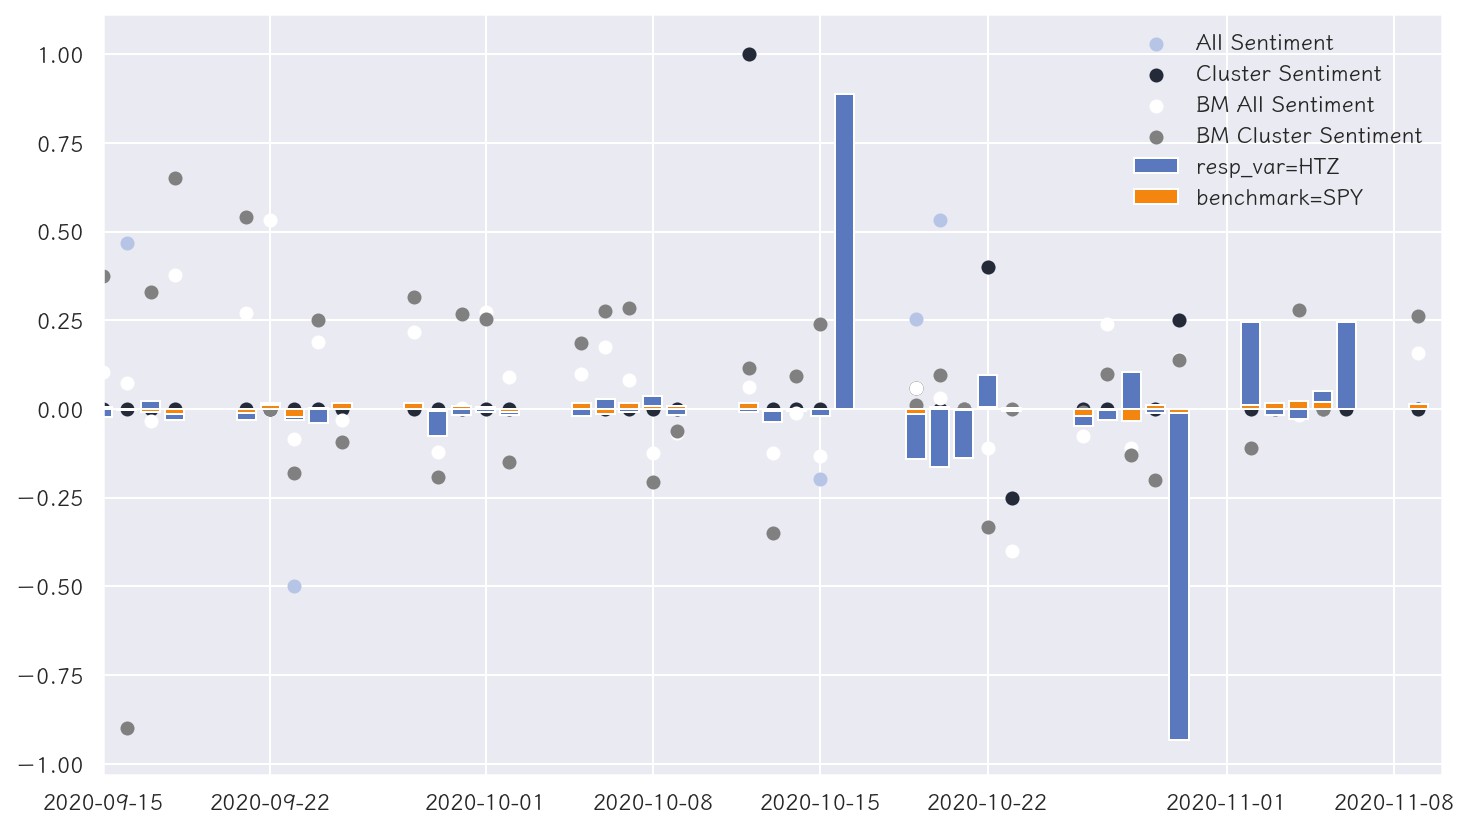 1.00
0.75
0.50
0.25
0.00
−0.25
−0.50
−0.75
−1.00
All Sentiment
Cluster Sentiment
BM All Sentiment
BM Cluster Sentiment
resp_var=HTZ
benchmark=SPY
2020-09-15
2020-09-22
2020-10-01
2020-10-08
2020-10-15
2020-10-22
2020-11-01
2020-11-08